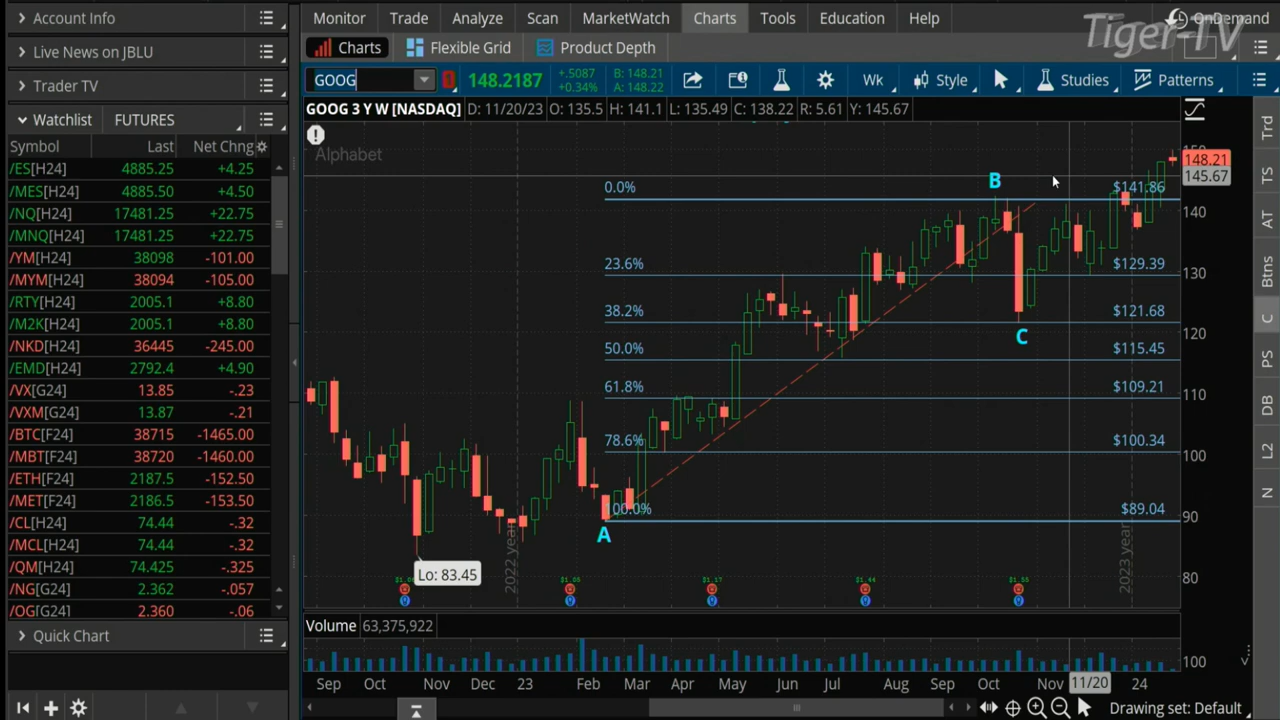 Account Info
Live News on JBLU
Trader TV
Watchlist FUTURES
Symbol Last Net Chng
/ES[H24] 4885.25 +4.25
/MES[H24] 4885.50 +4.50
/NQ[H24] 17481.25 +22.75
/MNQ[H24] 17481.25 +22.75
/YM[H24] 38098 -101.00
/MYM[H24] 38094 -105.00
/RTY[H24] 2005.1 +8.80
/M2K[H24] 2005.1 +8.80
/NKD[H24] 36445 -245.00
/EMD[H24] 2792.4 +4.90
/VX[G24] 13.85 -.23
/VXM[G24] 13.87 -.21
/BTC[F24] 38715 -1465.00
/MBT[F24] 38720 -1460.00
/ETH[F24] 2187.5 -152.50
/MET[F24] 2186.5 -153.50
/CL[H24] 74.44 -.32
/MCL[H24] 74.44 -.32
/QM[H24] 74.425 -.325
/NG[G24] 2.362 -.057
/QG[G24] 2.360 -.06
Quick Chart
Monitor Trade Analyze Scan MarketWatch Charts Tools Education Help OnDemand
Tiger-TV
Charts Flexible Grid Product Depth
GOOG 148.2187 +.5087 +0.34% B: 148.21 A: 148.22 Wk Style Studies Patterns
GOOG 3 Y W [NASDAQ] D: 11/20/23 O: 135.5 H: 141.1 L: 135.49 C: 138.22 R: 5.61 Y: 145.67
Alphabet
148.21
145.67
B
0.0% $141.86
140
23.6% $129.39
130
38.2% $121.68
120
C
50.0% $115.45
110
61.8% $109.21
78.6% $100.34
100
100.0% $89.04
90
A
Lo: 83.45
80
2022 year
2023 year
Volume 63,375,922
100
Sep Oct Nov Dec 23 Feb Mar Apr May Jun Jul Aug Sep Oct Nov 11/20 24
Drawing set: Default
Trd
TS
AT
Btns
C
PS
DB
L2
N